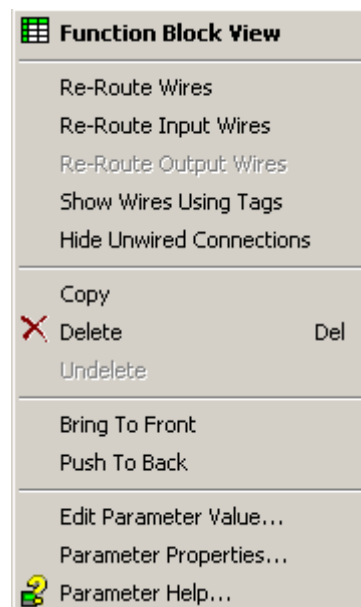 Function Block View
Re-Route Wires
Re-Route Input Wires
Re-Route Output Wires
Show Wires Using Tags
Hide Unwired Connections
Copy
Delete Del
Undelete
Bring To Front
Push To Back
Edit Parameter Value...
Parameter Properties...
Parameter Help...